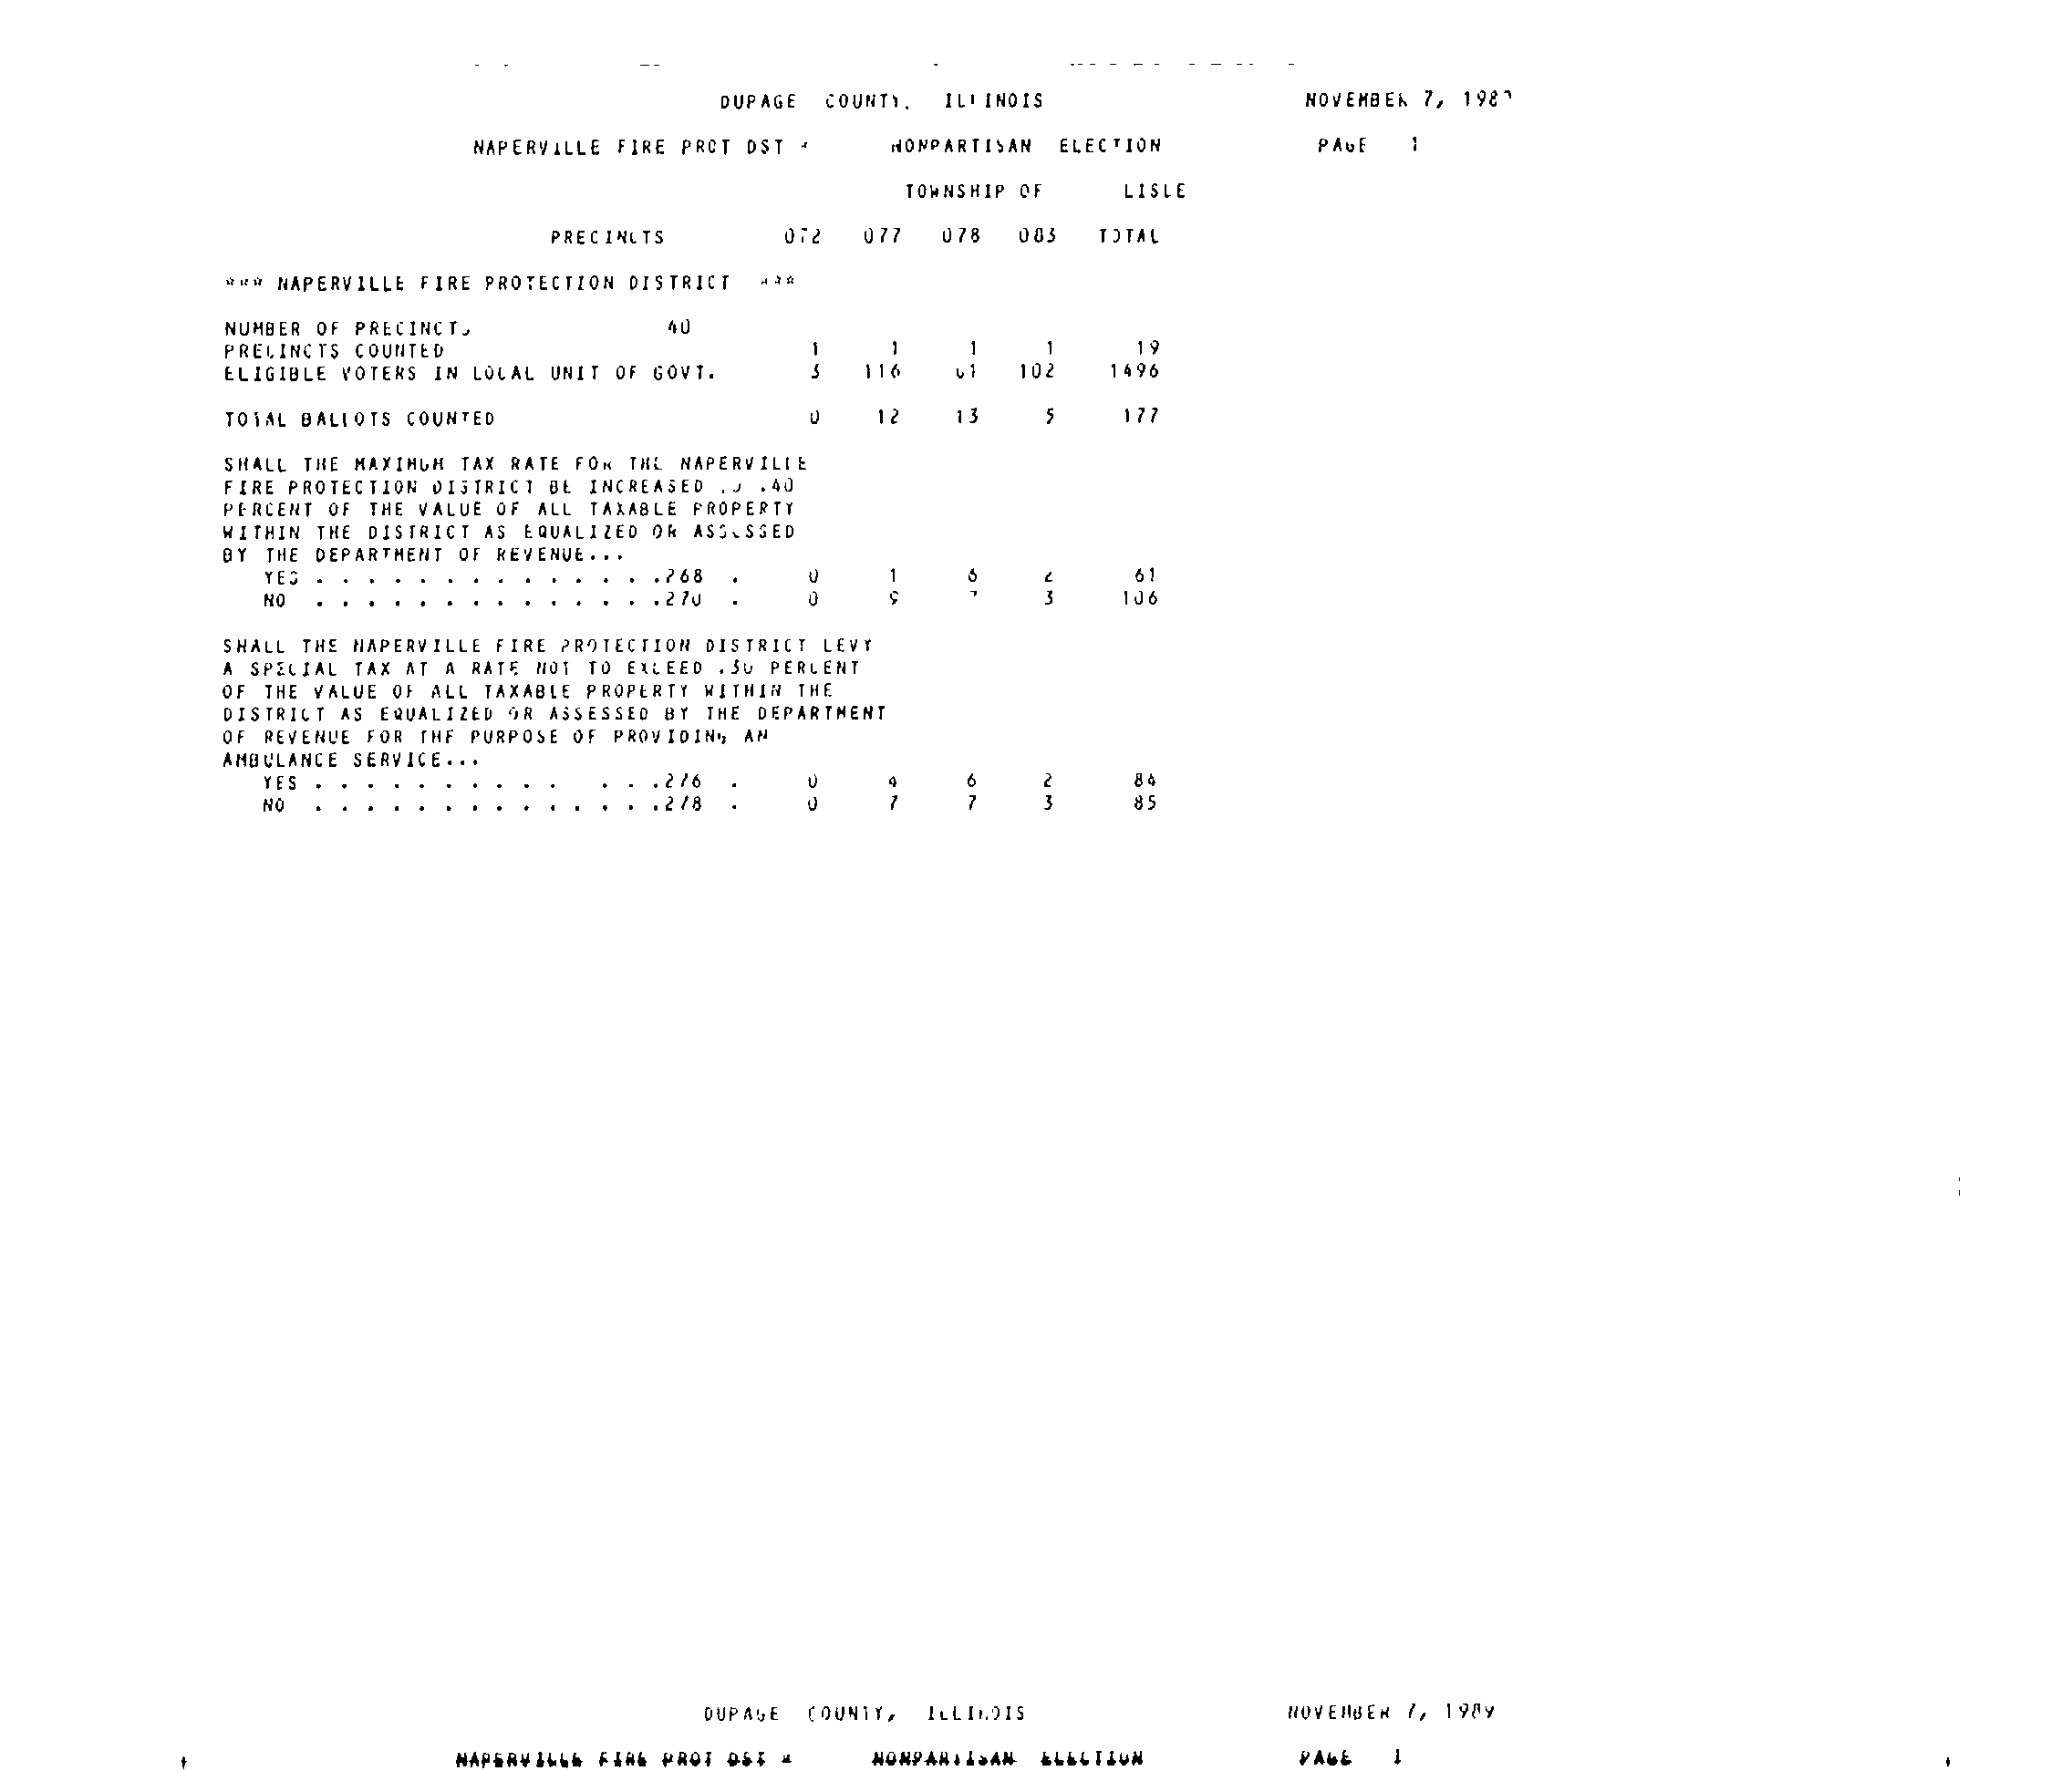 DUPAGE COUNTY, ILLINOIS NOVEMBER 7, 1989
NAPERVILLE FIRE PROT DST * NONPARTISAN ELECTION PAGE 1
TOWNSHIP OF LISLE
PRECINCTS 072 077 078 083 TOTAL
*** NAPERVILLE FIRE PROTECTION DISTRICT ***
NUMBER OF PRECINCTS 40
PRECINCTS COUNTED 1 1 1 1 19
ELIGIBLE VOTERS IN LOCAL UNIT OF GOVT. 3 116 102 1496
TOTAL BALLOTS COUNTED 0 12 13 5 177
SHALL THE MAXIMUM TAX RATE FOR THE NAPERVILLE
FIRE PROTECTION DISTRICT BE INCREASED TO .40
PERCENT OF THE VALUE OF ALL TAXABLE PROPERTY
WITHIN THE DISTRICT AS EQUALIZED OR ASSESSED
BY THE DEPARTMENT OF REVENUE...
YES . . . . . . . . . . . . . .268 . 0 1 6 2 61
NO . . . . . . . . . . . . . .270 . 0 9 7 3 106
SHALL THE NAPERVILLE FIRE PROTECTION DISTRICT LEVY
A SPECIAL TAX AT A RATE NOT TO EXCEED .30 PERCENT
OF THE VALUE OF ALL TAXABLE PROPERTY WITHIN THE
DISTRICT AS EQUALIZED OR ASSESSED BY THE DEPARTMENT
OF REVENUE FOR THE PURPOSE OF PROVIDING AN
AMBULANCE SERVICE...
YES . . . . . . . . . . . . .276 . 0 4 6 2 84
NO . . . . . . . . . . . . . .278 . 0 7 7 3 85
DUPAGE COUNTY, ILLINOIS NOVEMBER 7, 1989
NAPERVILLE FIRE PROT DST * NONPARTISAN ELECTION PAGE 1